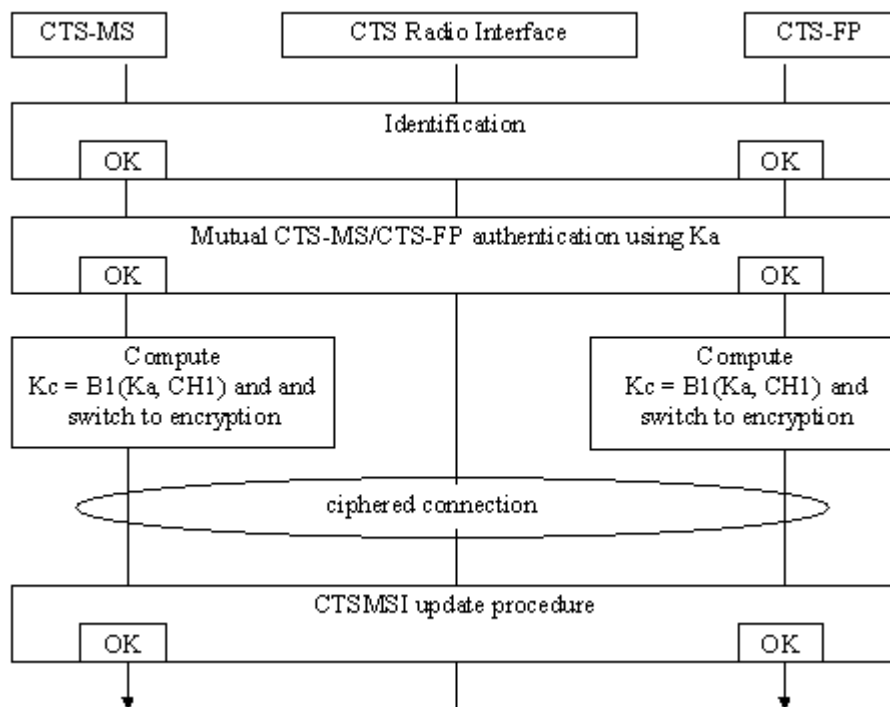 CTS-MS
CTS Radio Interface
CTS-FP
Identification
OK
OK
Mutual CTS-MS/CTS-FP authentication using Ka
OK
OK
Compute
Kc = B1(Ka, CH1) and and
switch to encryption
Compute
Kc = B1(Ka, CH1) and
switch to encryption
ciphered connection
CTSMSI update procedure
OK
OK